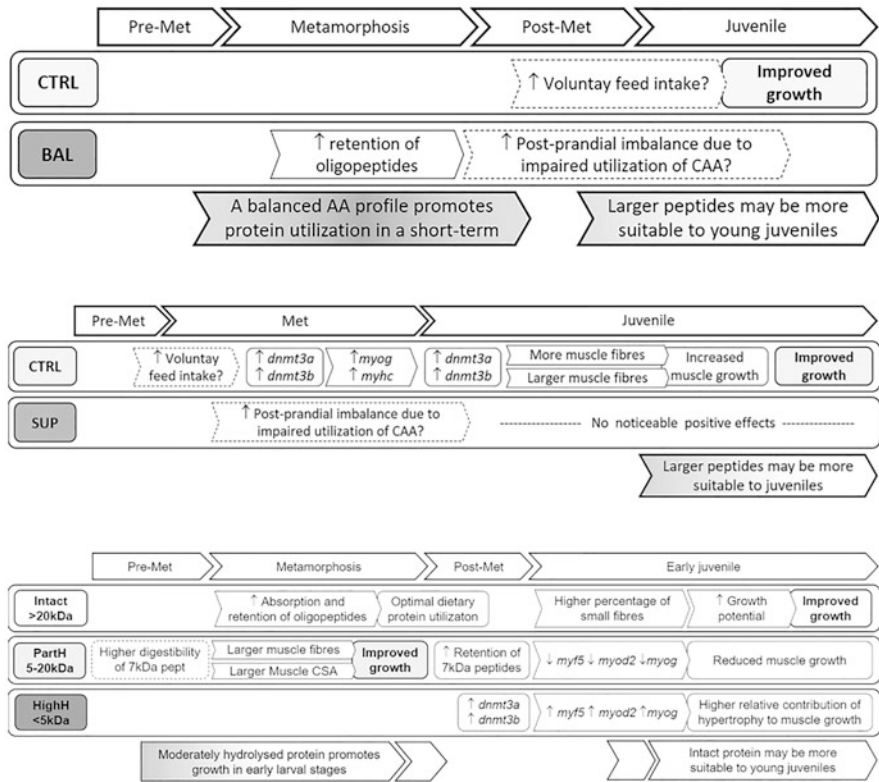 Pre-Met Metamorphosis Post-Met Juvenile
CTRL
↑ Voluntay feed intake?
Improved
growth
BAL
↑ retention of
oligopeptides
↑ Post-prandial imbalance due to
impaired utilization of CAA?
A balanced AA profile promotes
protein utilization in a short-term
Larger peptides may be more
suitable to young juveniles
Pre-Met Met Juvenile
CTRL
↑ Voluntay
feed intake?
↑ dnmt3a
↑ dnmt3b
↑ myog
↑ myhc
↑ dnmt3a
↑ dnmt3b
More muscle fibres
Larger muscle fibres
Increased
muscle growth
Improved
growth
SUP
↑ Post-prandial imbalance due to
impaired utilization of CAA?
No noticeable positive effects
Larger peptides may be more
suitable to juveniles
Pre-Met Metamorphosis Post-Met Early juvenile
Intact
>20kDa
↑ Absorption and
retention of oligopeptides
Optimal dietary
protein utilizaton
Higher percentage of
small fibres
↑ Growth
potential
Improved
growth
PartH
5-20kDa
Higher digestibility
of 7kDa pept
Larger muscle fibres
Larger Muscle CSA
Improved
growth
↑ Retention of
7kDa peptides
↓ myf5 ↓ myod2 ↓myog
Reduced muscle growth
HighH
<5kDa
↑ dnmt3a
↑ dnmt3b
↑ myf5 ↑ myod2 ↑myog
Higher relative contribution of
hypertrophy to muscle growth
Moderately hydrolysed protein promotes
growth in early larval stages
Intact protein may be more
suitable to young juveniles